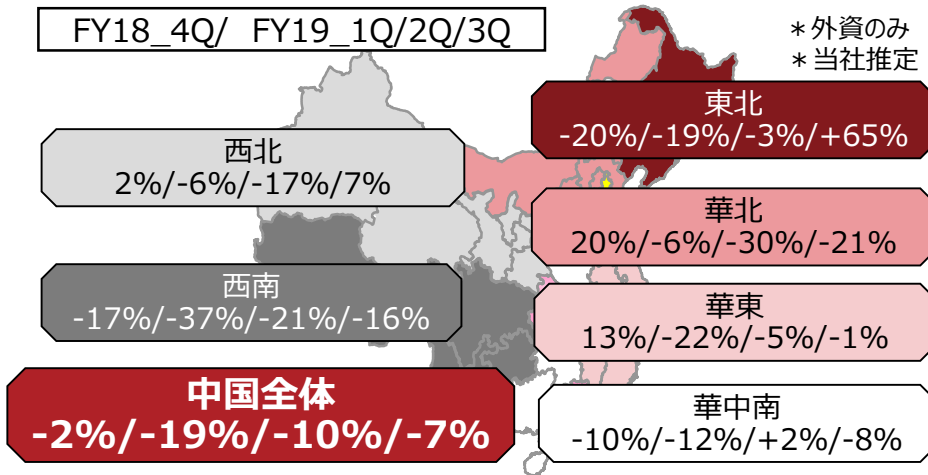 FY18_4Q/ FY19_1Q/2Q/3Q
＊外資のみ
＊当社推定
東北
-20%/-19%/-3%/+65%
西北
2%/-6%/-17%/7%
華北
20%/-6%/-30%/-21%
西南
-17%/-37%/-21%/-16%
華東
13%/-22%/-5%/-1%
中国全体
-2%/-19%/-10%/-7%
華中南
-10%/-12%/+2%/-8%